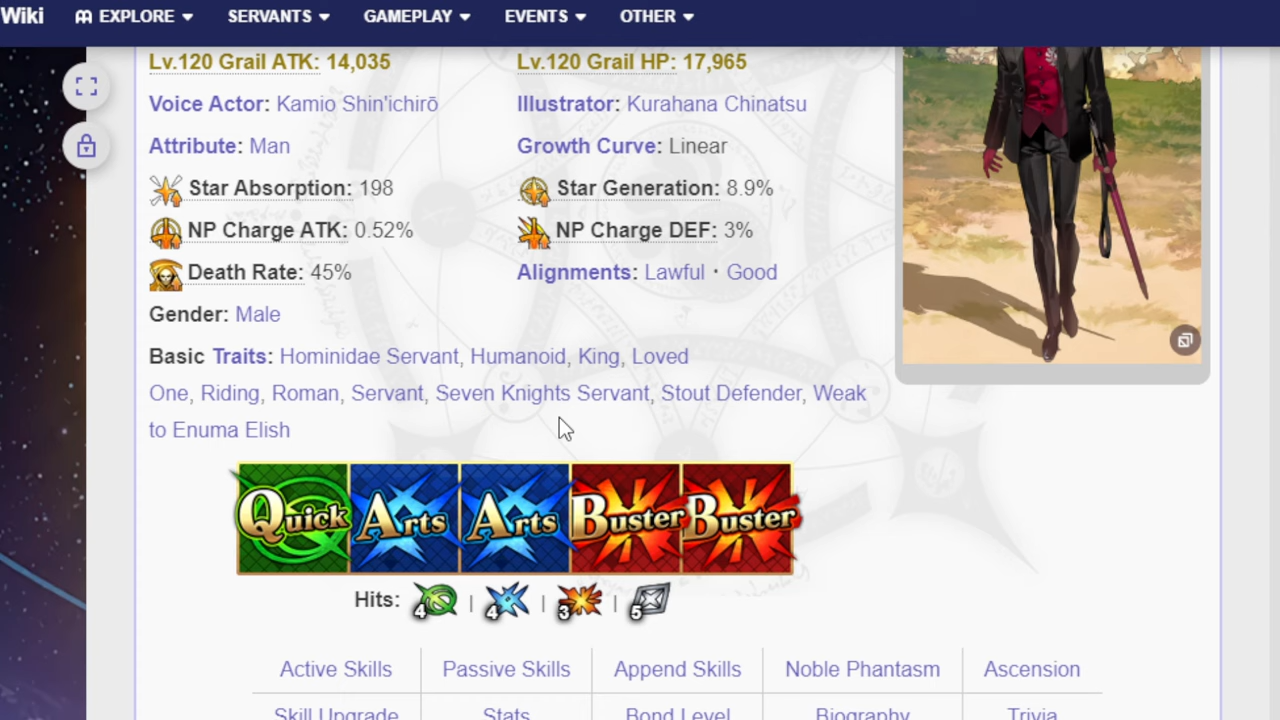 Wiki EXPLORE SERVANTS GAMEPLAY EVENTS OTHER
Lv.120 Grail ATK: 14,035 Lv.120 Grail HP: 17,965
Voice Actor: Kamio Shin'ichirō Illustrator: Kurahana Chinatsu
Attribute: Man Growth Curve: Linear
Star Absorption: 198 Star Generation: 8.9%
NP Charge ATK: 0.52% NP Charge DEF: 3%
Death Rate: 45% Alignments: Lawful · Good
Gender: Male
Basic Traits: Hominidae Servant, Humanoid, King, Loved
One, Riding, Roman, Servant, Seven Knights Servant, Stout Defender, Weak
to Enuma Elish
Quick Arts Arts Buster Buster
Hits: 4 | 4 | 3 | 5
Active Skills Passive Skills Append Skills Noble Phantasm Ascension
Skill Upgrade Stats Bond Level Biography Trivia